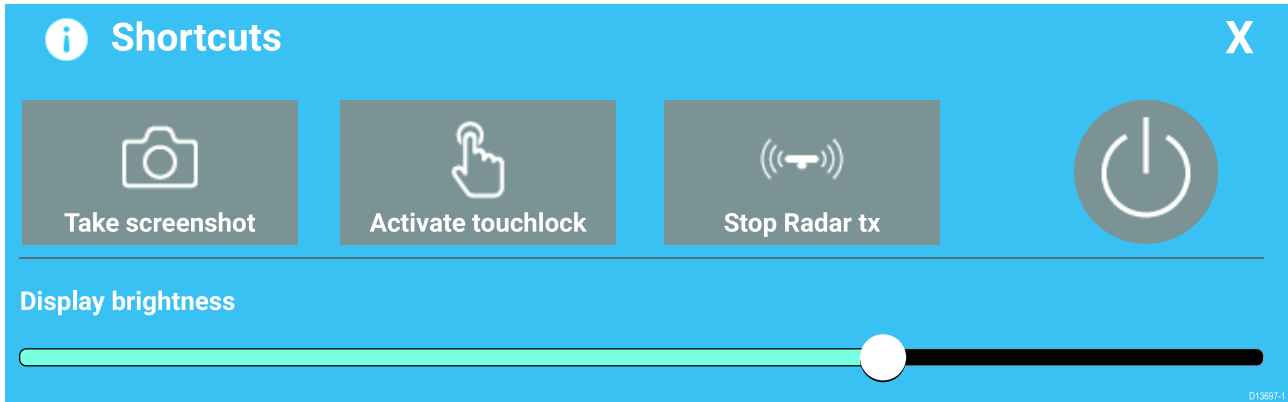 Shortcuts
X
Take screenshot
Activate touchlock
Stop Radar tx
Display brightness
D13697-1